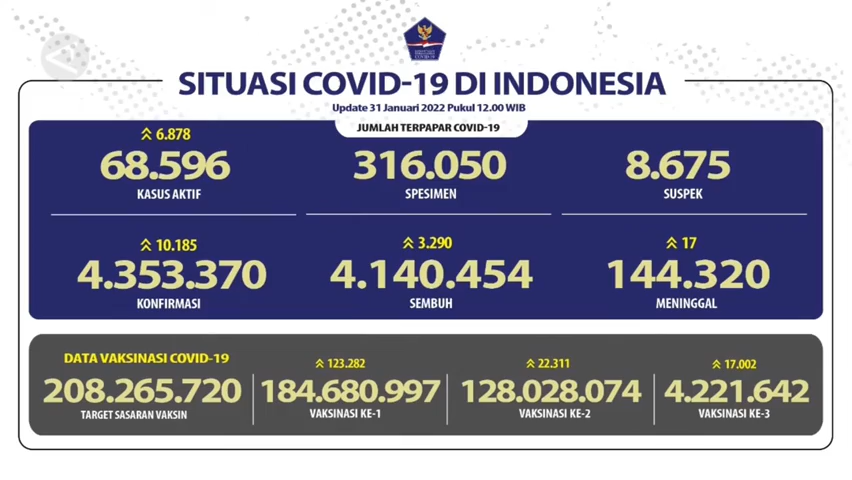 SITUASI COVID-19 DI INDONESIA
Update 31 Januari 2022 Pukul 12.00 WIB
JUMLAH TERPAPAR COVID-19
6.878
68.596
KASUS AKTIF
316.050
SPESIMEN
8.675
SUSPEK
10.185
4.353.370
KONFIRMASI
3.290
4.140.454
SEMBUH
17
144.320
MENINGGAL
DATA VAKSINASI COVID-19
208.265.720
TARGET SASARAN VAKSIN
123.282
184.680.997
VAKSINASI KE-1
22.311
128.028.074
VAKSINASI KE-2
17.002
4.221.642
VAKSINASI KE-3